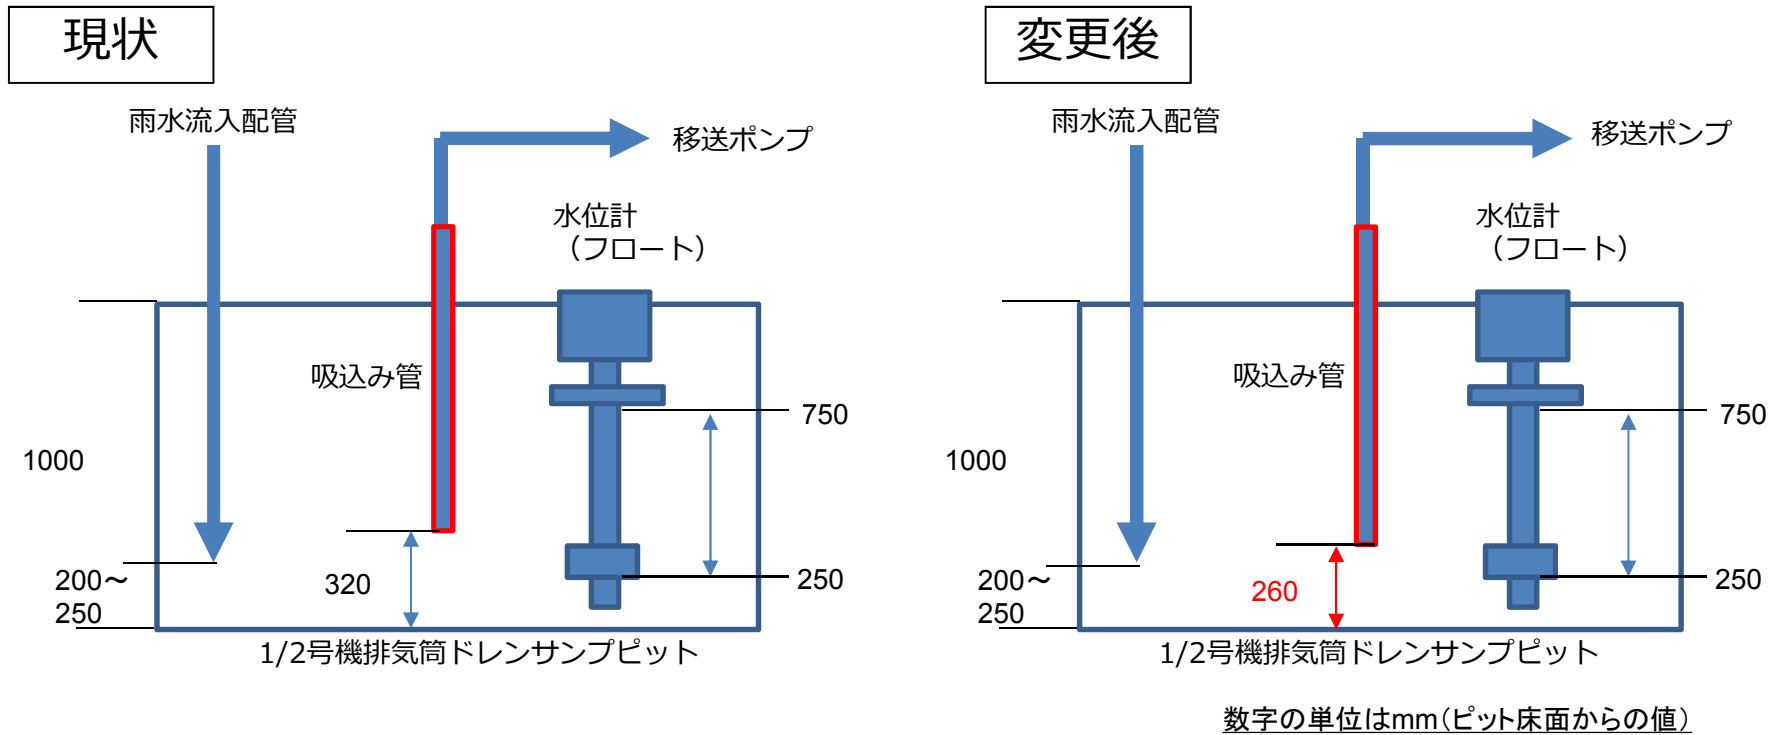 現状
雨水流入配管
移送ポンプ
水位計
（フロート）
吸込み管
750
1000
200～
250
320
250
1/2号機排気筒ドレンサンプピット
変更後
雨水流入配管
移送ポンプ
水位計
（フロート）
吸込み管
750
1000
200～
250
260
250
1/2号機排気筒ドレンサンプピット
数字の単位はmm（ピット床面からの値）